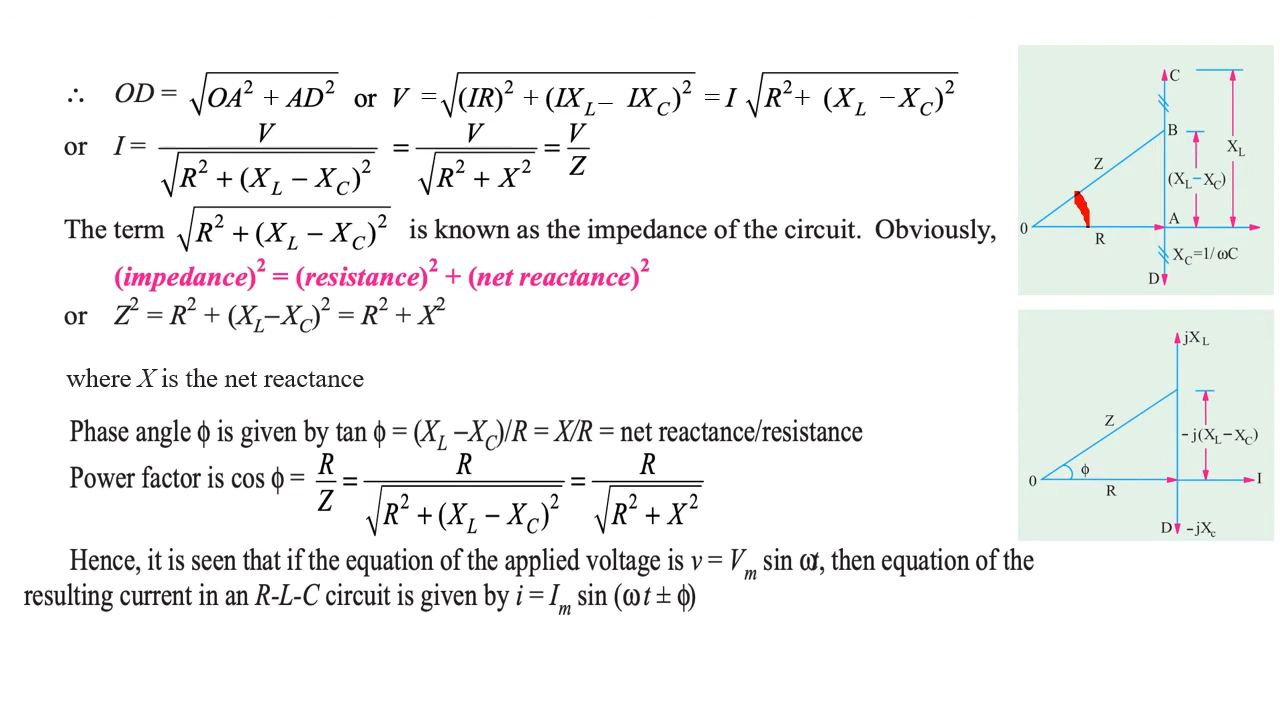 ∴ OD = √(OA² + AD²) or V = √((IR)² + (IX_L – IX_C)²) = I √(R² + (X_L – X_C)²)
or I = V / √(R² + (X_L – X_C)²) = V / √(R² + X²) = V / Z
The term √(R² + (X_L – X_C)²) is known as the impedance of the circuit. Obviously,
(impedance)² = (resistance)² + (net reactance)²
or Z² = R² + (X_L–X_C)² = R² + X²
where X is the net reactance
Phase angle ϕ is given by tan ϕ = (X_L –X_C)/R = X/R = net reactance/resistance
Power factor is cos ϕ = R / Z = R / √(R² + (X_L – X_C)²) = R / √(R² + X²)
Hence, it is seen that if the equation of the applied voltage is v = V_m sin ωt, then equation of the
resulting current in an R-L-C circuit is given by i = I_m sin (ωt ± ϕ)
C
B
X_L
Z
(X_L–X_C)
A
0
R
X_C=1/ωC
D
jX_L
Z
–j(X_L–X_C)
ϕ
0
I
R
D –jX_c